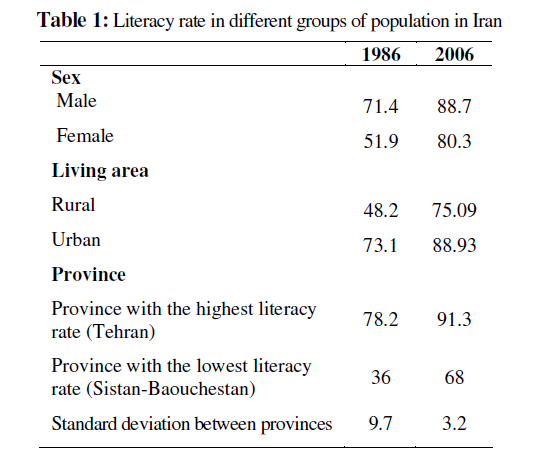 Table 1: Literacy rate in different groups of population in Iran
1986 2006
Sex
Male 71.4 88.7
Female 51.9 80.3
Living area
Rural 48.2 75.09
Urban 73.1 88.93
Province
Province with the highest literacy
rate (Tehran) 78.2 91.3
Province with the lowest literacy
rate (Sistan-Baouchestan) 36 68
Standard deviation between provinces 9.7 3.2